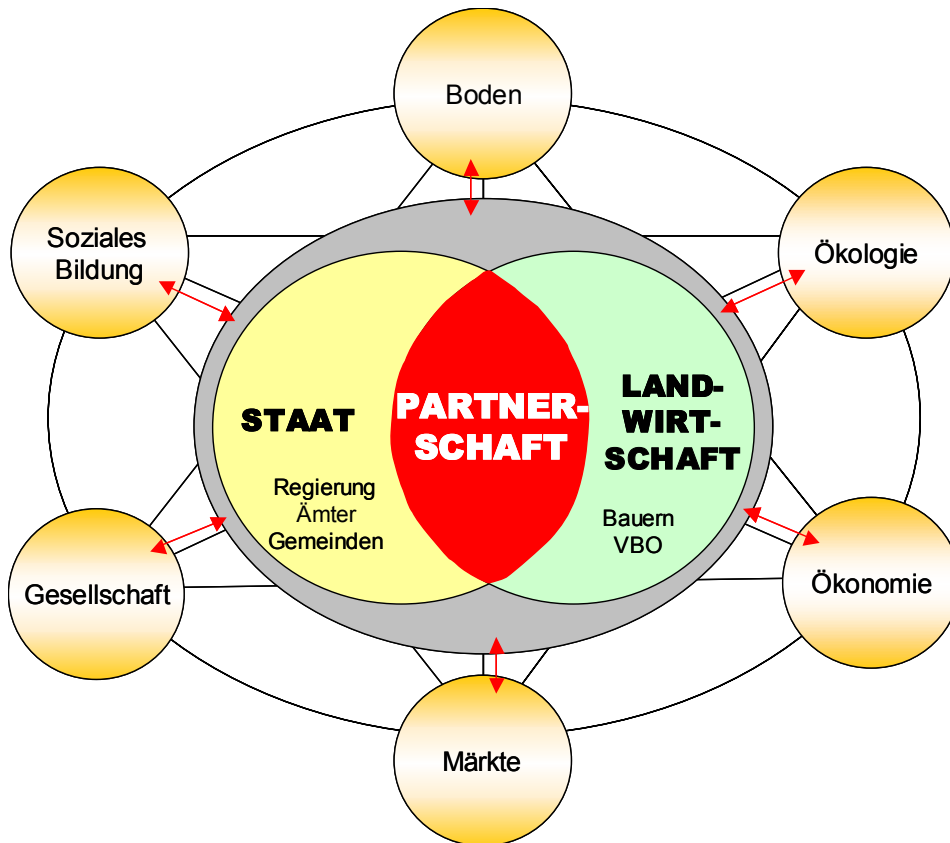 Boden
Soziales
Bildung
Ökologie
STAAT
Regierung
Ämter
Gemeinden
PARTNER-
SCHAFT
LAND-
WIRT-
SCHAFT
Bauern
VBO
Gesellschaft
Ökonomie
Märkte